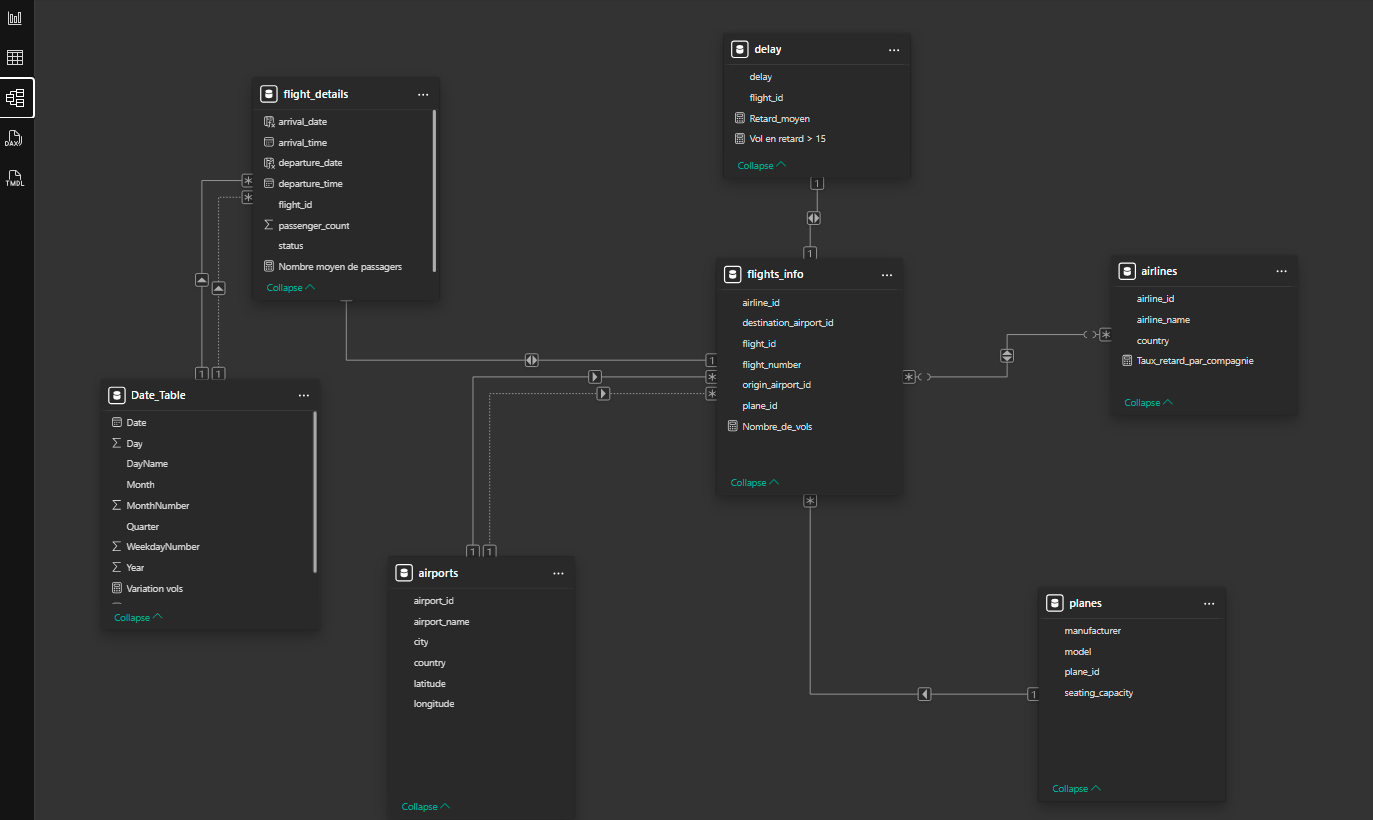 DAX
TMDL
delay
delay
flight_id
Retard_moyen
Vol en retard > 15
Collapse
flight_details
arrival_date
arrival_time
departure_date
departure_time
flight_id
passenger_count
status
Nombre moyen de passagers
Collapse
flights_info
airline_id
destination_airport_id
flight_id
flight_number
origin_airport_id
plane_id
Nombre_de_vols
Collapse
airlines
airline_id
airline_name
country
Taux_retard_par_compagnie
Collapse
Date_Table
Date
Day
DayName
Month
MonthNumber
Quarter
WeekdayNumber
Year
Variation vols
Collapse
airports
airport_id
airport_name
city
country
latitude
longitude
Collapse
planes
manufacturer
model
plane_id
seating_capacity
Collapse
1
1
1
1
1
*
*
*
*
*
*
*
1
1
1